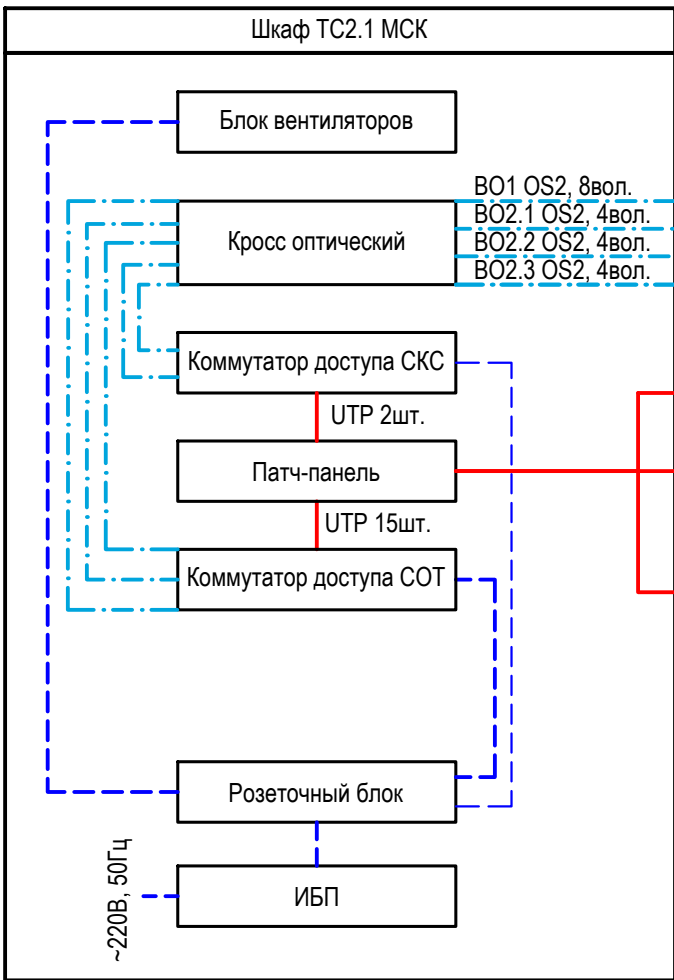 Шкаф ТС2.1 МСК
Блок вентиляторов
ВО1 OS2, 8вол.
ВО2.1 OS2, 4вол.
Кросс оптический
ВО2.2 OS2, 4вол.
ВО2.3 OS2, 4вол.
Коммутатор доступа СКС
UTP 2шт.
Патч-панель
UTP 15шт.
Коммутатор доступа СОТ
Розеточный блок
~220В, 50Гц
ИБП